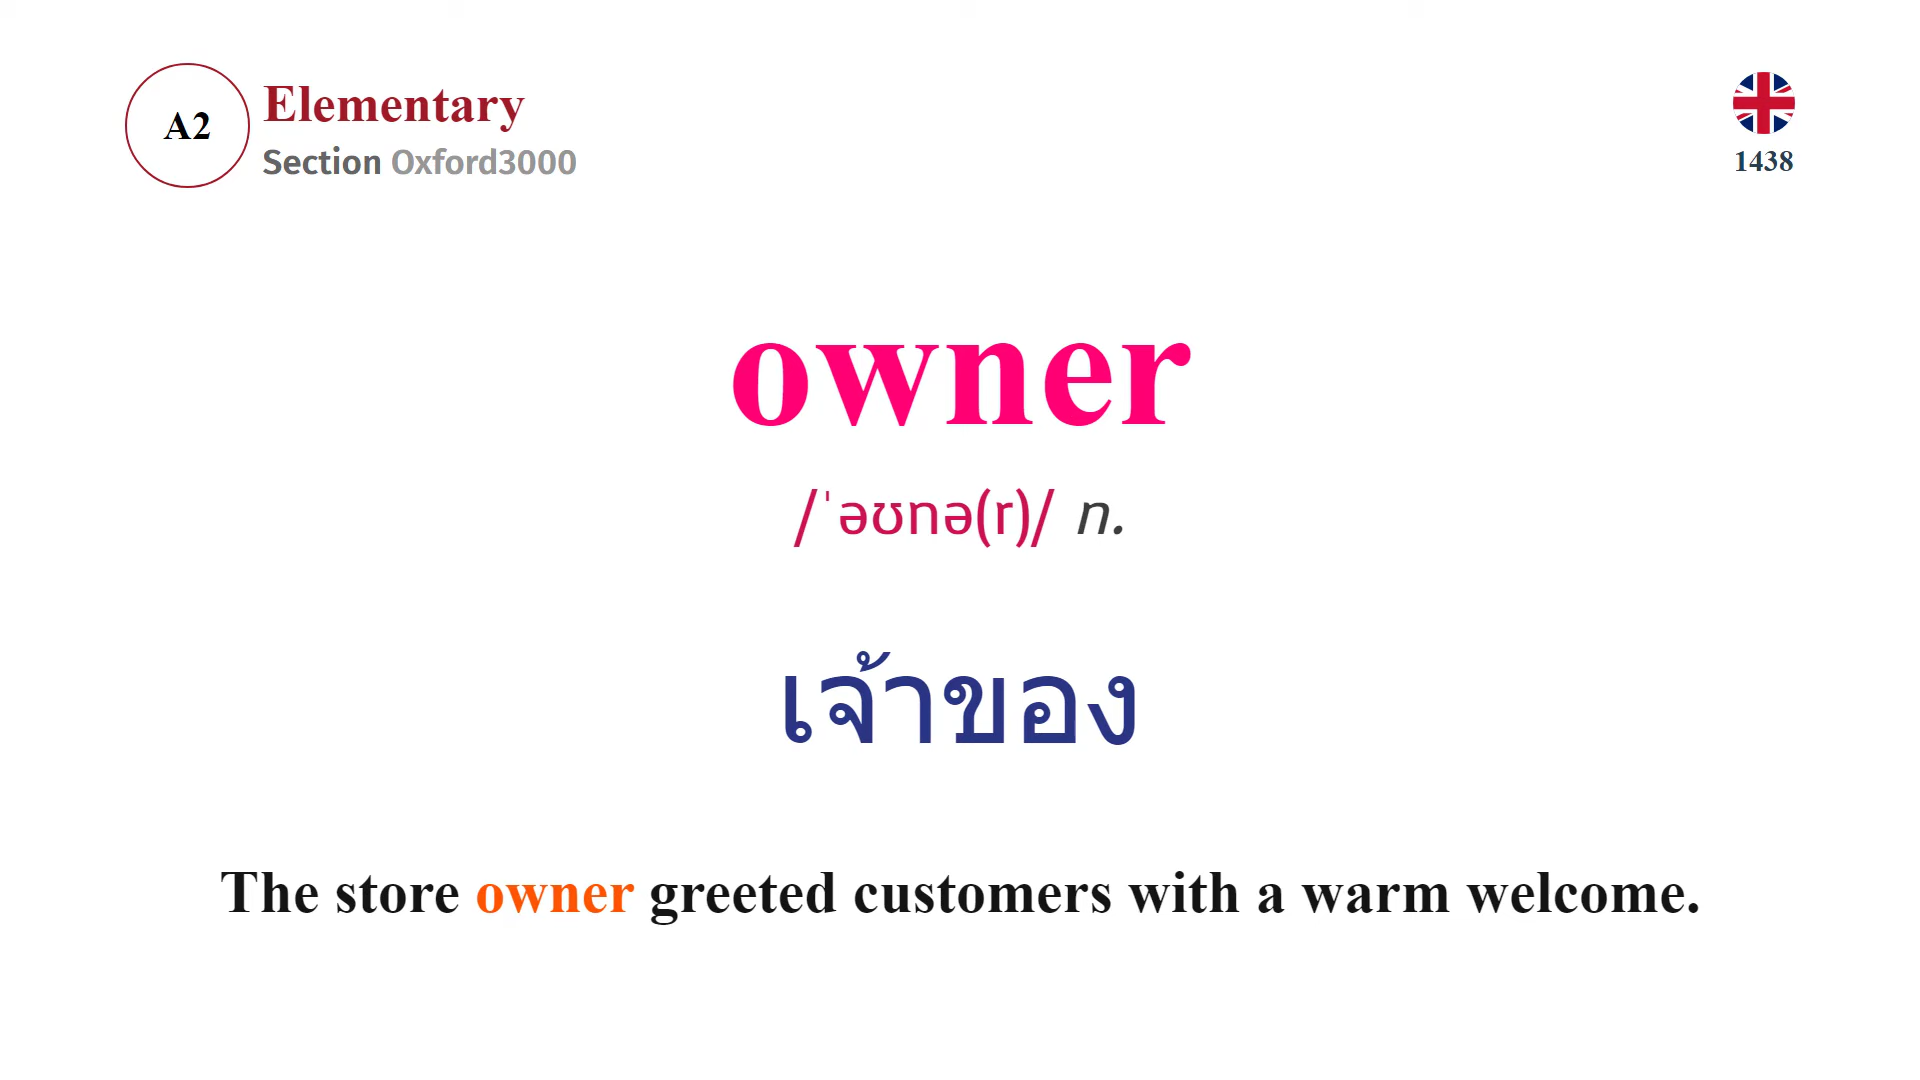 A2
Elementary
Section Oxford3000
1438
owner
/ˈəʊnə(r)/ n.
เจ้าของ
The store owner greeted customers with a warm welcome.